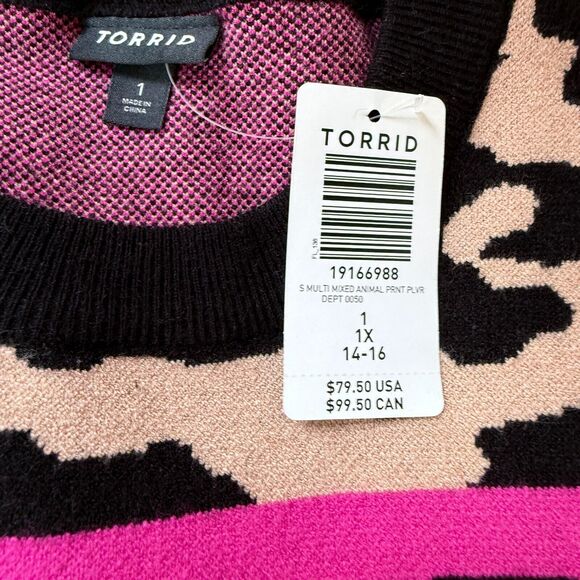 TORRID
1
MADE IN
CHINA
TORRID
FL_136
19166988
S MULTI MIXED ANIMAL PRNT PLVR
DEPT 0050
1
1X
14-16
$79.50 USA
$99.50 CAN